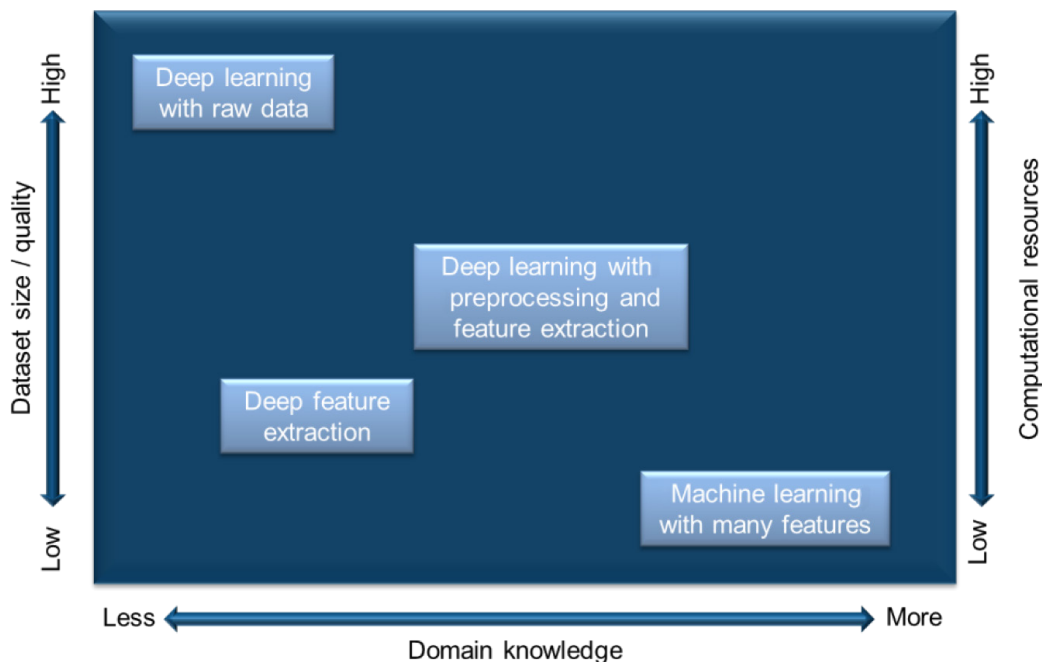 High
Dataset size / quality
Low
Deep learning
with raw data
Deep learning with
preprocessing and
feature extraction
Deep feature
extraction
Machine learning
with many features
High
Computational resources
Low
Less
More
Domain knowledge